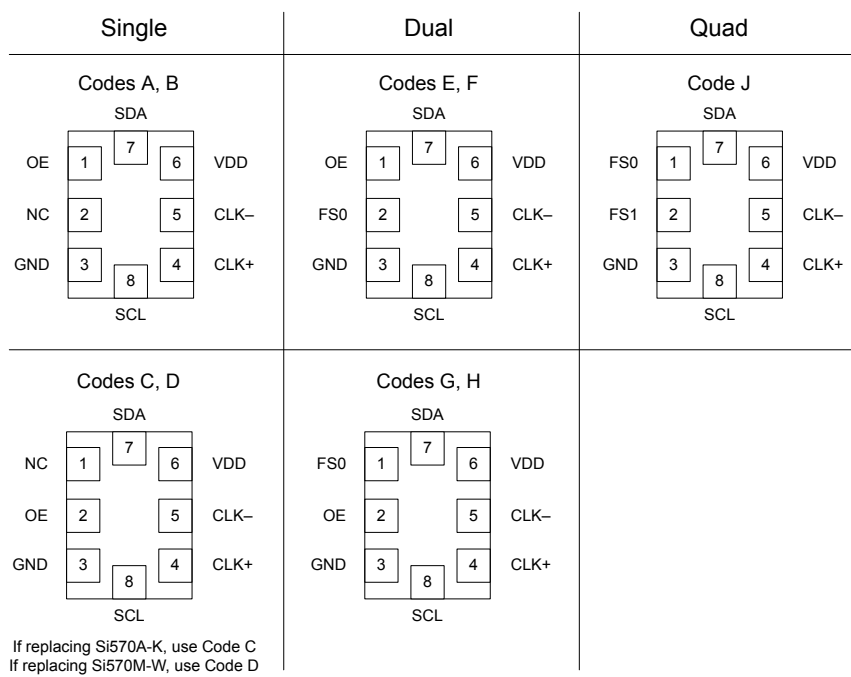 Single
Dual
Quad
Codes A, B
SDA
7
OE
1
6
VDD
NC
2
5
CLK–
GND
3
4
CLK+
8
SCL
Codes E, F
SDA
7
OE
1
6
VDD
FS0
2
5
CLK–
GND
3
4
CLK+
8
SCL
Code J
SDA
7
FS0
1
6
VDD
FS1
2
5
CLK–
GND
3
4
CLK+
8
SCL
Codes C, D
SDA
7
NC
1
6
VDD
OE
2
5
CLK–
GND
3
4
CLK+
8
SCL
If replacing Si570A-K, use Code C
If replacing Si570M-W, use Code D
Codes G, H
SDA
7
FS0
1
6
VDD
OE
2
5
CLK–
GND
3
4
CLK+
8
SCL